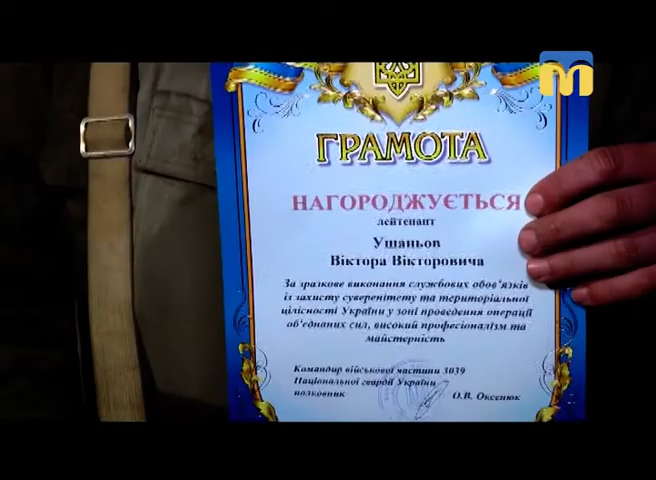 М
ГРАМОТА
НАГОРОДЖУЄТЬСЯ
лейтенант
Ушаньов
Віктора Вікторовича
За зразкове виконання службових обов'язків
із захисту суверенітету та територіальної
цілісності України у зоні проведення операції
об'єднаних сил, високий професіоналізм та
майстерність
Командир військової частини 3039
Національної гвардії України
полковник О.В. Оксенюк